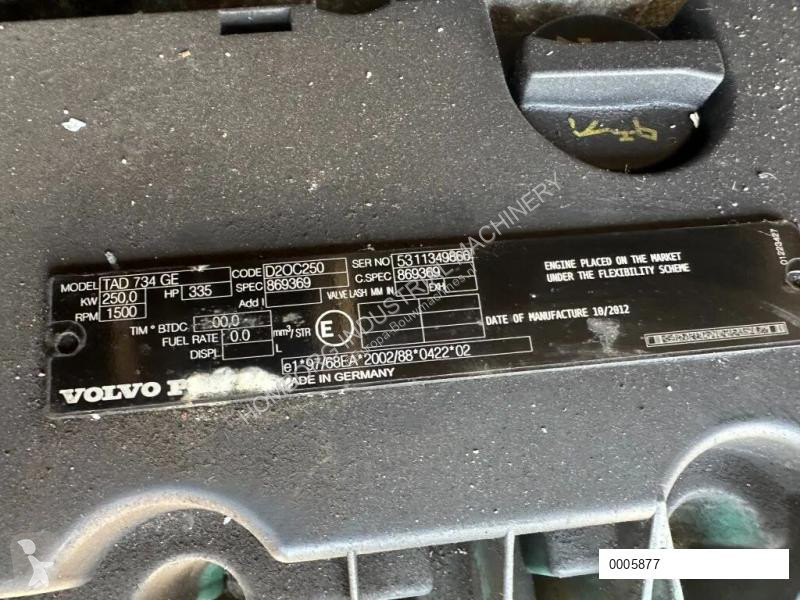 MODEL TAD 734 GE CODE D2OC250 SER NO 5311349866
KW 250,0 HP 335 SPEC 869369 C.SPEC 869369
RPM 1500 Add I VALVE LASH MM IN EXH
TIM ° BTDC 00,0
FUEL RATE 0.0 mm³/STR E
DISPL L
e1*97/68EA*2002/88*0422*02
VOLVO MADE IN GERMANY
ENGINE PLACED ON THE MARKET
UNDER THE FLEXIBILITY SCHEME
DATE OF MANUFACTURE 10/2012
01223427
HONING INDUSTRIAL MACHINERY
0005877